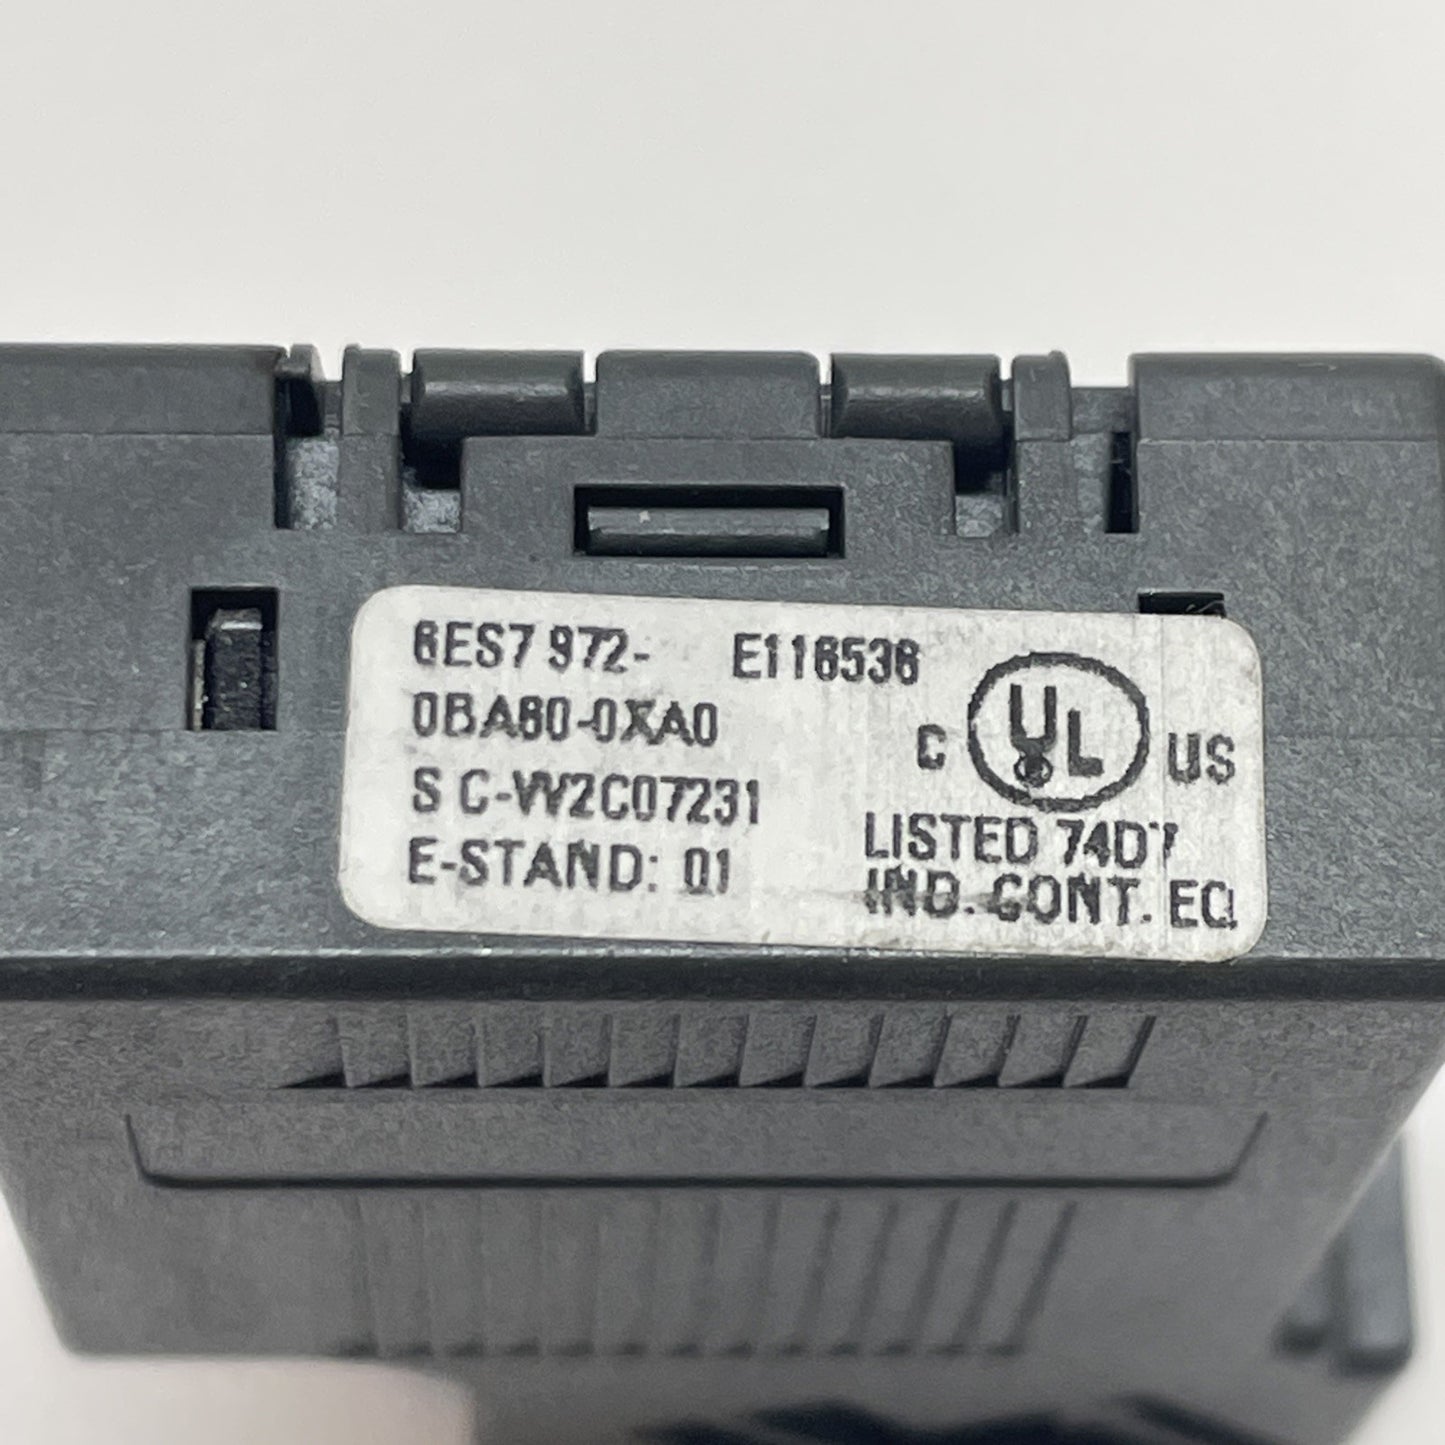 6ES7 972-
0BA60-0XA0
S C-W2C07231
E-STAND: 01
E116536
C UL US
LISTED 74D7
IND. CONT. EQ.